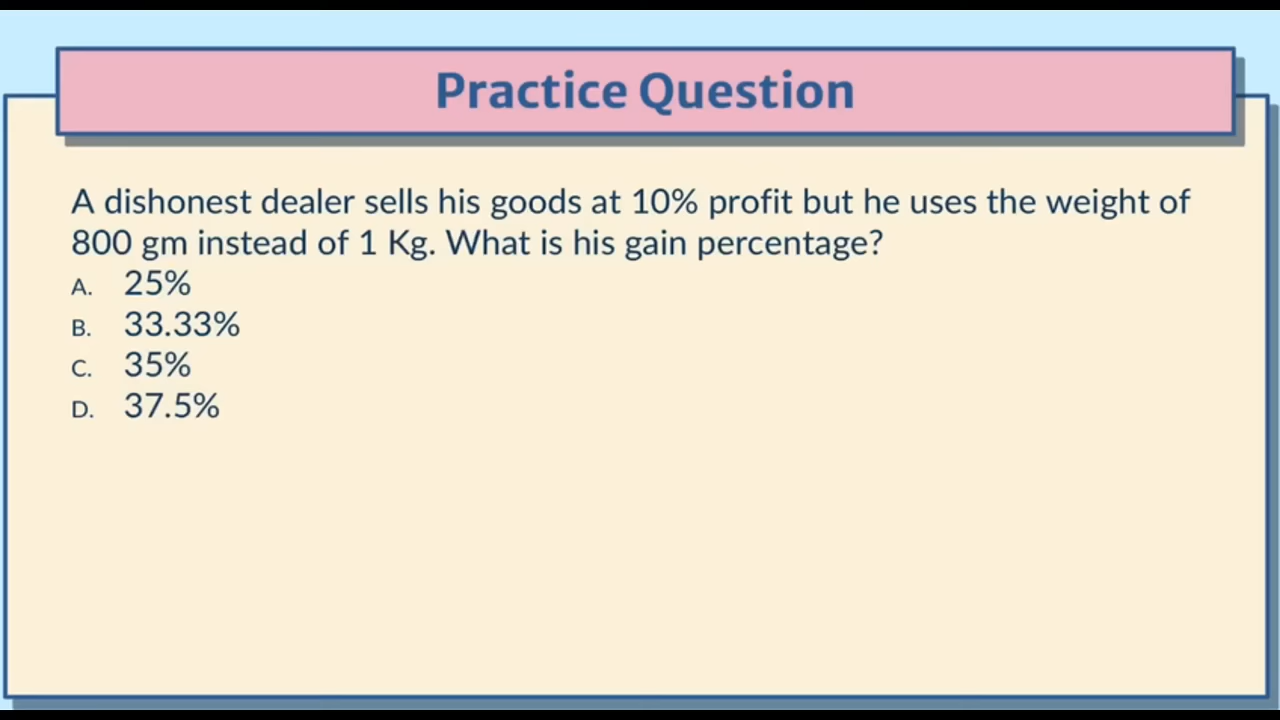 Practice Question
A dishonest dealer sells his goods at 10% profit but he uses the weight of
800 gm instead of 1 Kg. What is his gain percentage?
A. 25%
B. 33.33%
C. 35%
D. 37.5%